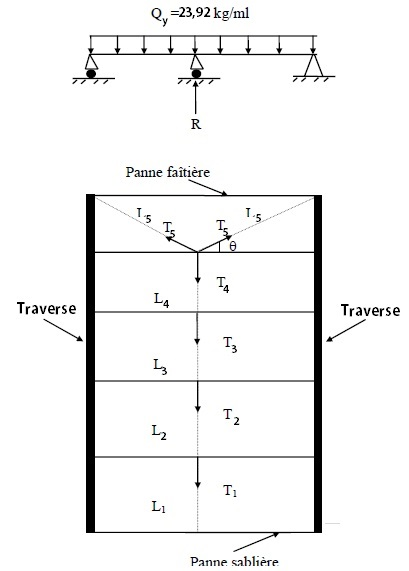 Qy =23,92 kg/ml
R
Panne faîtière
L5 L5
T5 T5
θ
T4
L4
Traverse Traverse
T3
L3
T2
L2
T1
L1
Panne sablière